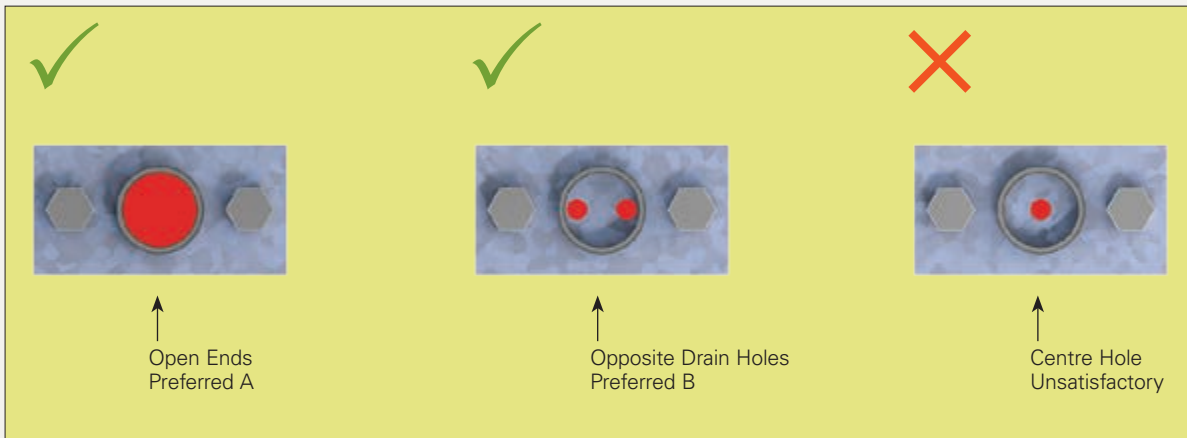 Open Ends
Preferred A
Opposite Drain Holes
Preferred B
Centre Hole
Unsatisfactory